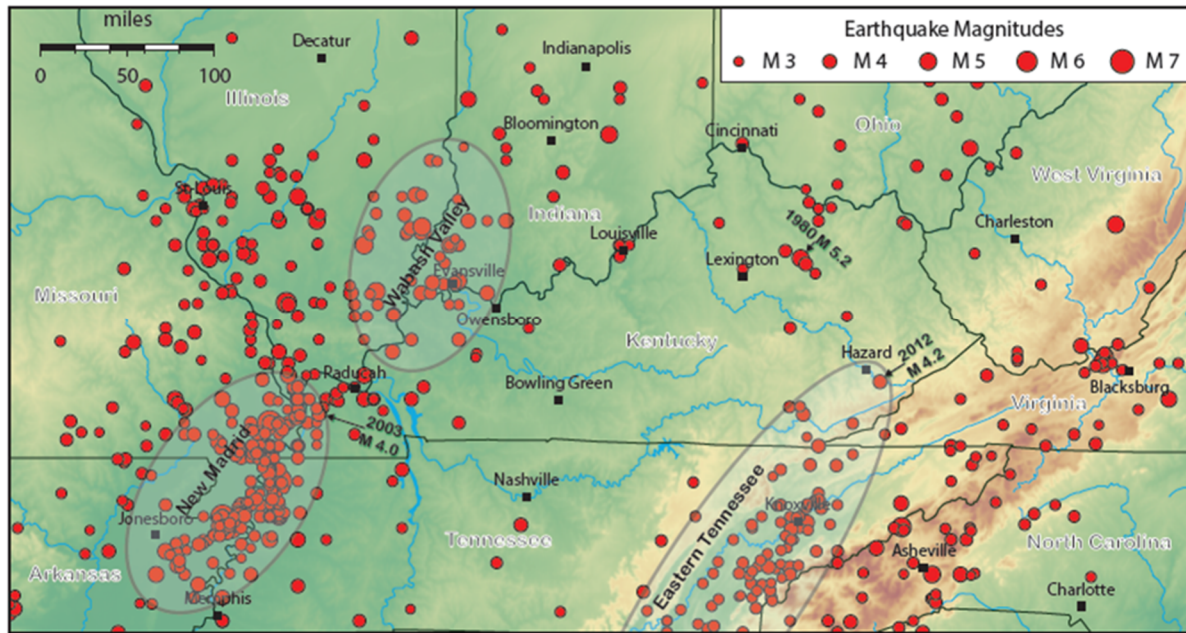 miles
0 50 100
Earthquake Magnitudes
M 3 M 4 M 5 M 6 M 7
Decatur
Indianapolis
Illinois
Bloomington
Cincinnati
Ohio
West Virginia
St. Louis
Indiana
Charleston
Louisville
1980 M 5.2
Lexington
Wabash Valley
Evansville
Missouri
Owensboro
Kentucky
Hazard
2012
M 4.2
Paducah
Bowling Green
Blacksburg
Virginia
2003
M 4.0
New Madrid
Nashville
Eastern Tennessee
Knoxville
Jonesboro
Tennessee
Asheville
North Carolina
Arkansas
Memphis
Charlotte